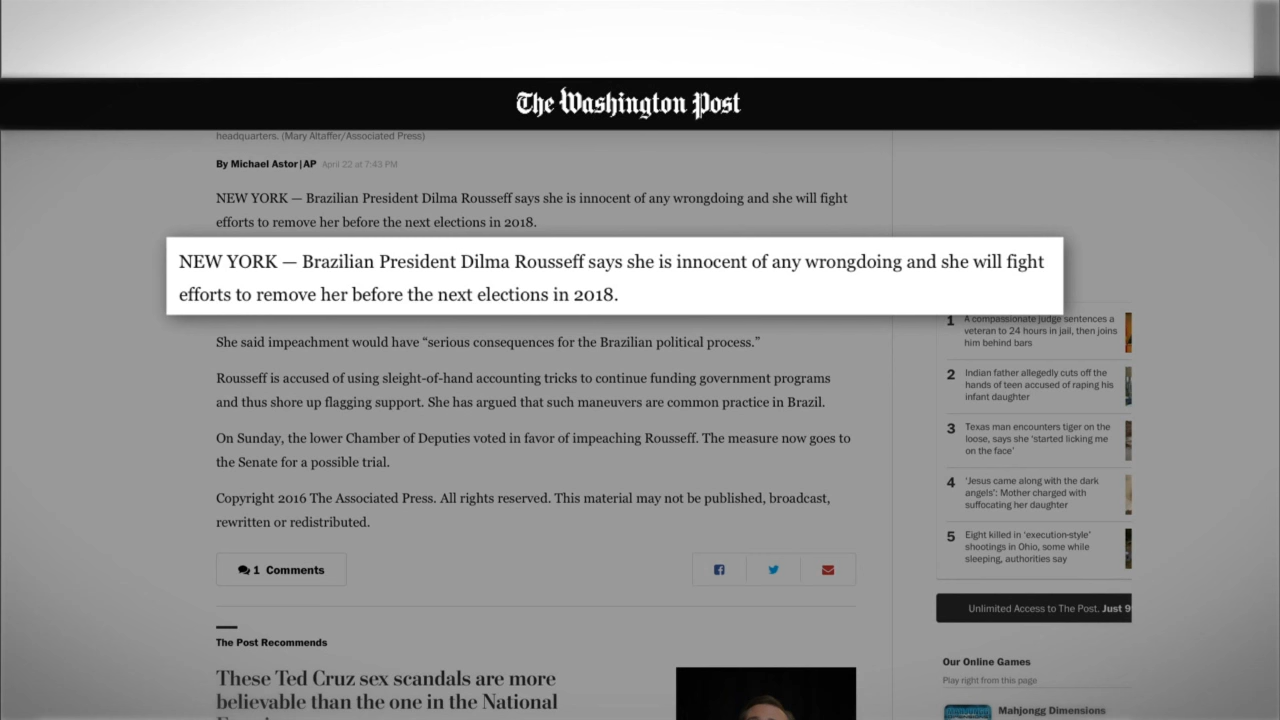 The Washington Post
headquarters. (Mary Altaffer/Associated Press)
By Michael Astor|AP April 22 at 7:43 PM
NEW YORK — Brazilian President Dilma Rousseff says she is innocent of any wrongdoing and she will fight
efforts to remove her before the next elections in 2018.
NEW YORK — Brazilian President Dilma Rousseff says she is innocent of any wrongdoing and she will fight
efforts to remove her before the next elections in 2018.
She said impeachment would have “serious consequences for the Brazilian political process.”
Rousseff is accused of using sleight-of-hand accounting tricks to continue funding government programs
and thus shore up flagging support. She has argued that such maneuvers are common practice in Brazil.
On Sunday, the lower Chamber of Deputies voted in favor of impeaching Rousseff. The measure now goes to
the Senate for a possible trial.
Copyright 2016 The Associated Press. All rights reserved. This material may not be published, broadcast,
rewritten or redistributed.
1 Comments
The Post Recommends
These Ted Cruz sex scandals are more
believable than the one in the National
1 A compassionate judge sentences a
veteran to 24 hours in jail, then joins
him behind bars
2 Indian father allegedly cuts off the
hands of teen accused of raping his
infant daughter
3 Texas man encounters tiger on the
loose, says she ‘started licking me
on the face’
4 ‘Jesus came along with the dark
angels’: Mother charged with
suffocating her daughter
5 Eight killed in ‘execution-style’
shootings in Ohio, some while
sleeping, authorities say
Unlimited Access to The Post. Just 9
Our Online Games
Play right from this page
Mahjongg Dimensions